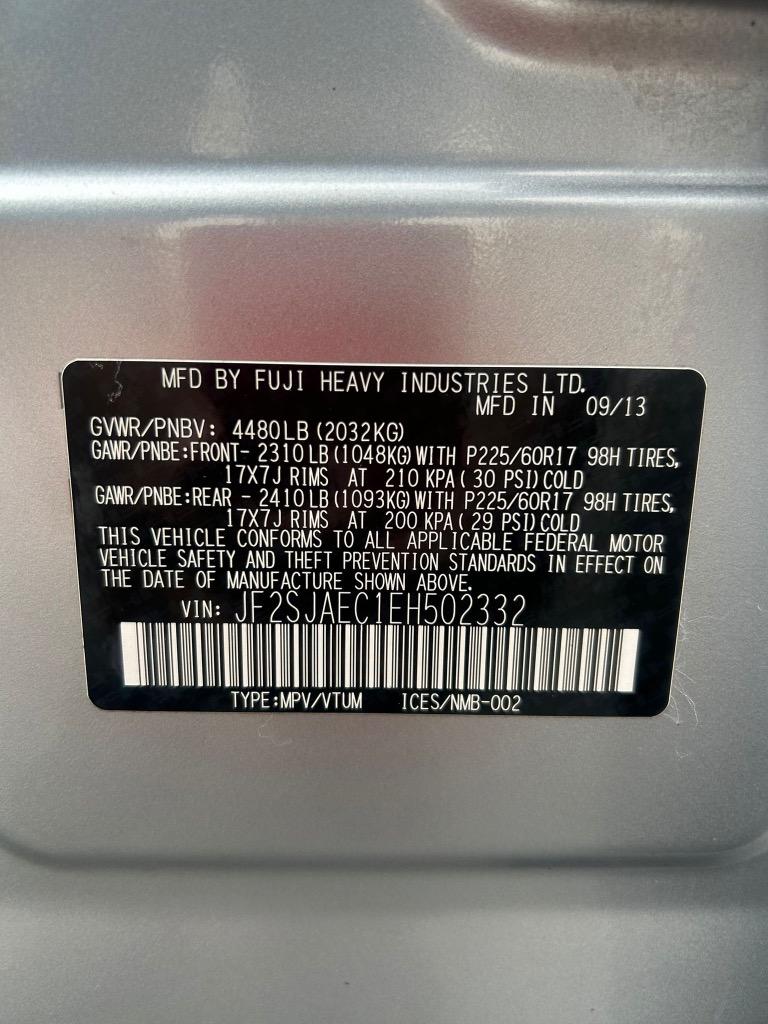 MFD BY FUJI HEAVY INDUSTRIES LTD.
MFD IN 09/13
GVWR/PNBV: 4480LB(2032KG)
GAWR/PNBE:FRONT- 2310LB(1048KG)WITH P225/60R17 98H TIRES,
17X7J RIMS AT 210 KPA( 30 PSI)COLD
GAWR/PNBE:REAR - 2410LB(1093KG)WITH P225/60R17 98H TIRES,
17X7J RIMS AT 200 KPA( 29 PSI)COLD
THIS VEHICLE CONFORMS TO ALL APPLICABLE FEDERAL MOTOR
VEHICLE SAFETY AND THEFT PREVENTION STANDARDS IN EFFECT ON
THE DATE OF MANUFACTURE SHOWN ABOVE.
VIN: JF2SJAEC1EH502332
TYPE:MPV/VTUM ICES/NMB-002